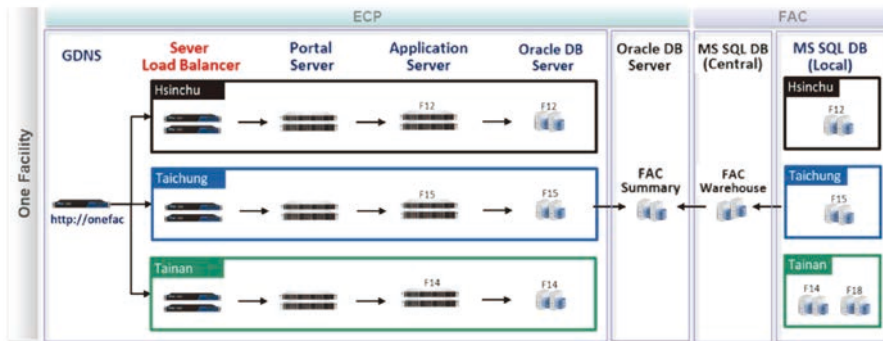 ECP
FAC
One Facility
GDNS
Sever
Load Balancer
Portal
Server
Application
Server
Oracle DB
Server
Oracle DB
Server
MS SQL DB
(Central)
MS SQL DB
(Local)
Hsinchu
F12
F12
Hsinchu
F12
http://onefac
Taichung
F15
F15
FAC
Summary
FAC
Warehouse
Taichung
F15
Tainan
F14
F14
Tainan
F14
F18